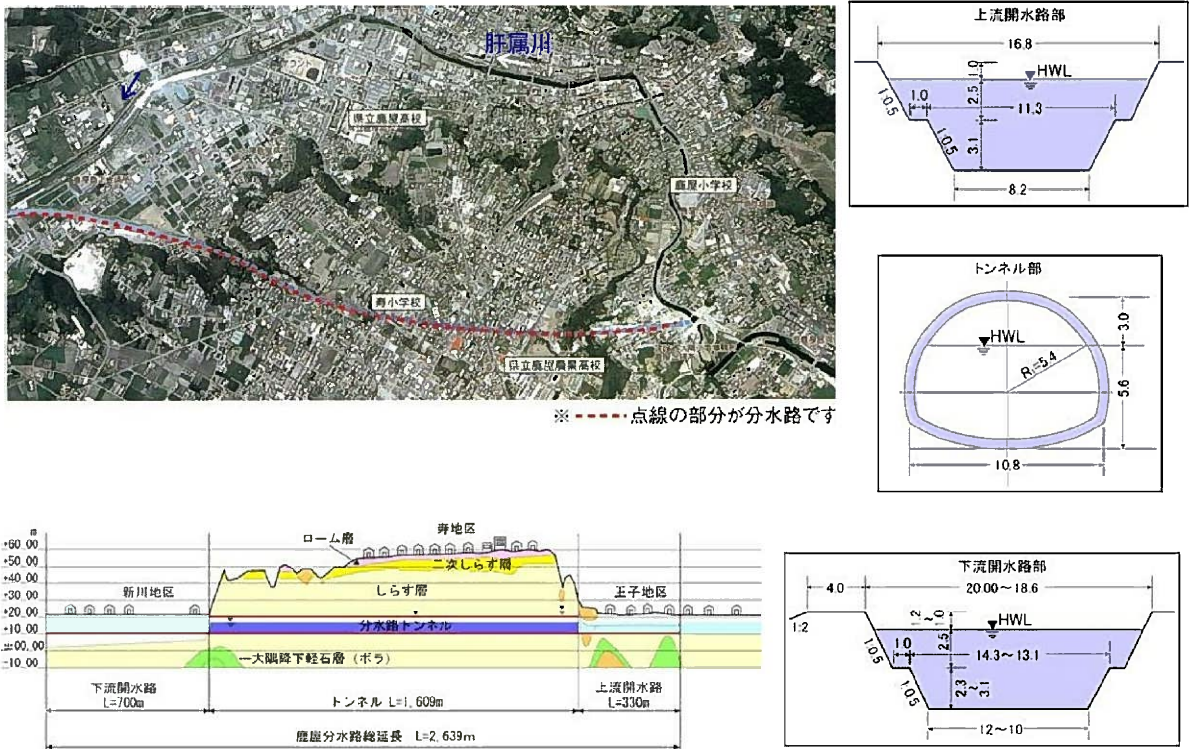 肝属川
県立鹿屋高校
鹿屋小学校
寿小学校
県立鹿屋農業高校
※ 点線の部分が分水路です
上流開水路部
16.8
1.0
HWL
2.5
1.0
11.3
1:0.5
3.1
1:0.5
8.2
トンネル部
HWL
3.0
R=5.4
5.6
10.8
下流開水路部
4.0
20.00～18.6
1:2
1.2～1.0
HWL
2.5
1:0.5
1.0
14.3～13.1
1:0.5
2.3～3.1
12～10
m
+60.00
+50.00
+40.00
+30.00
+20.00
+10.00
±00.00
-10.00
寿地区
ローム層
二次しらず層
しらす層
新川地区
王子地区
分水路トンネル
大隅降下軽石層（ボラ）
下流開水路
L=700m
トンネル L=1,609m
上流開水路
L=330m
鹿屋分水路総延長 L=2,639m